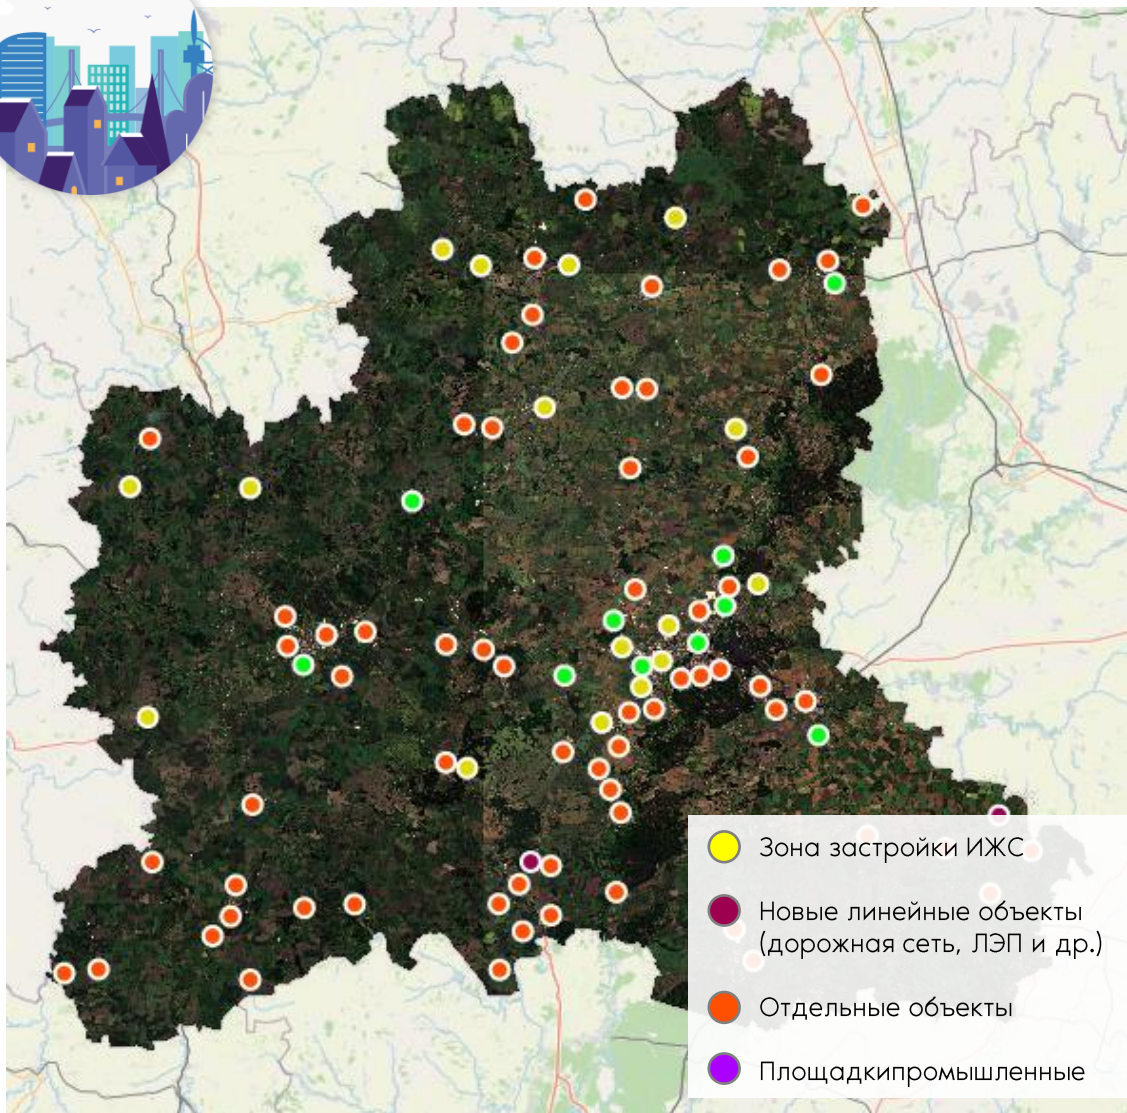 Зона застройки ИЖС
Новые линейные объекты
(дорожная сеть, ЛЭП и др.)
Отдельные объекты
Площадкипромышленные